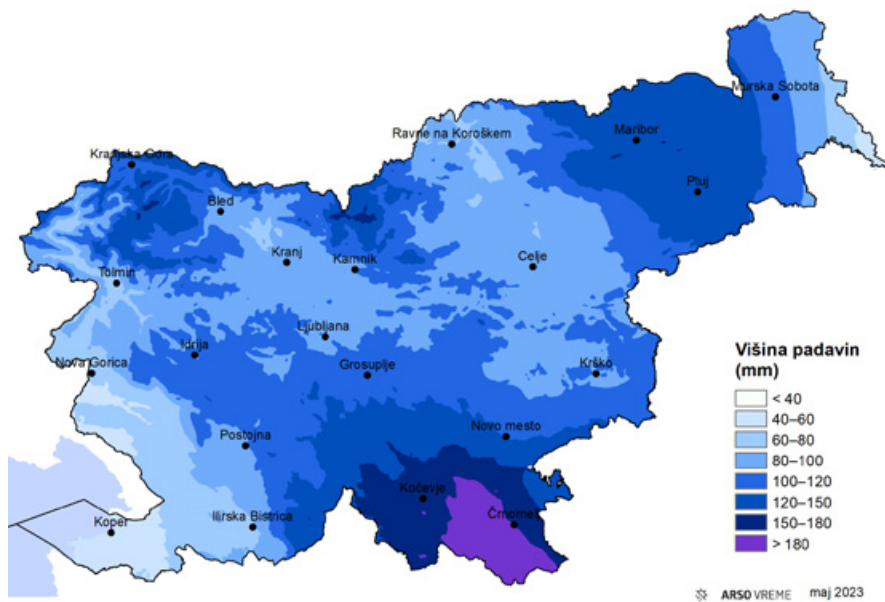 Murska Sobota
Maribor
Ravne na Koroškem
Kranjska Gora
Ptuj
Bled
Kranj
Kamnik
Celje
Tolmin
Ljubljana
Idrija
Nova Gorica
Grosuplje
Krško
Novo mesto
Postojna
Kočevje
Koper
Ilirska Bistrica
Črnomelj
Višina padavin
(mm)
< 40
40–60
60–80
80–100
100–120
120–150
150–180
> 180
ARSO VREME maj 2023